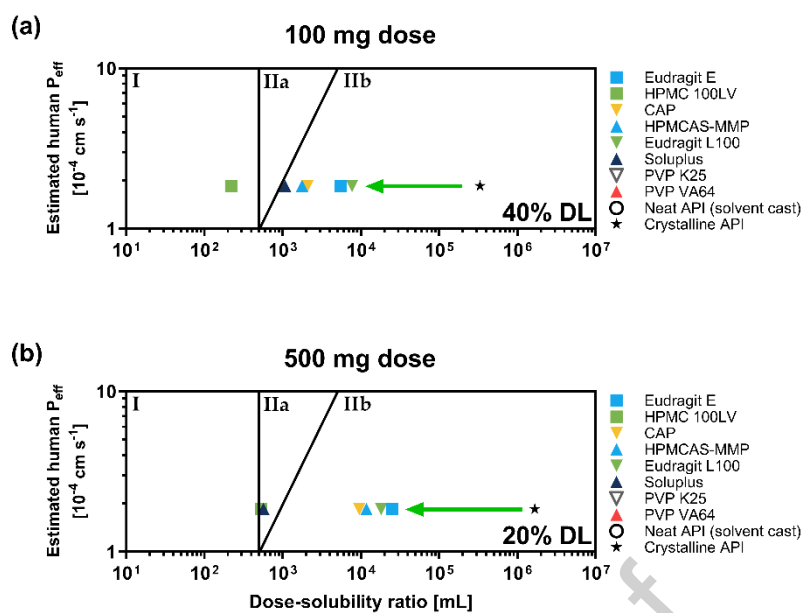 (a)
100 mg dose
Estimated human P_eff
[10⁻⁴ cm s⁻¹]
10
1
I
IIa
IIb
40% DL
10¹ 10² 10³ 10⁴ 10⁵ 10⁶ 10⁷
Eudragit E
HPMC 100LV
CAP
HPMCAS-MMP
Eudragit L100
Soluplus
PVP K25
PVP VA64
Neat API (solvent cast)
Crystalline API
(b)
500 mg dose
Estimated human P_eff
[10⁻⁴ cm s⁻¹]
10
1
I
IIa
IIb
20% DL
10¹ 10² 10³ 10⁴ 10⁵ 10⁶ 10⁷
Dose-solubility ratio [mL]
Eudragit E
HPMC 100LV
CAP
HPMCAS-MMP
Eudragit L100
Soluplus
PVP K25
PVP VA64
Neat API (solvent cast)
Crystalline API